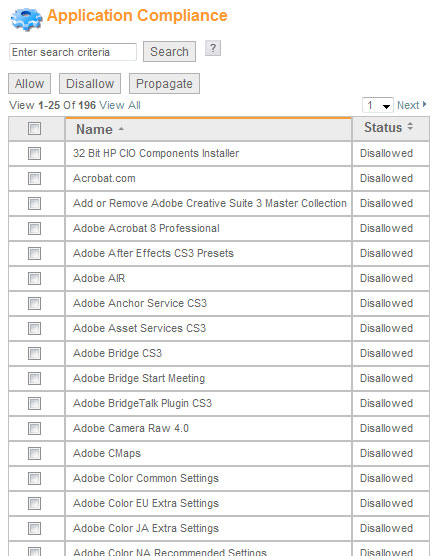 Application Compliance
Enter search criteria Search ?
Allow Disallow Propagate
View 1-25 Of 196 View All 1 Next
Name Status
32 Bit HP CIO Components Installer Disallowed
Acrobat.com Disallowed
Add or Remove Adobe Creative Suite 3 Master Collection Disallowed
Adobe Acrobat 8 Professional Disallowed
Adobe After Effects CS3 Presets Disallowed
Adobe AIR Disallowed
Adobe Anchor Service CS3 Disallowed
Adobe Asset Services CS3 Disallowed
Adobe Bridge CS3 Disallowed
Adobe Bridge Start Meeting Disallowed
Adobe BridgeTalk Plugin CS3 Disallowed
Adobe Camera Raw 4.0 Disallowed
Adobe CMaps Disallowed
Adobe Color Common Settings Disallowed
Adobe Color EU Extra Settings Disallowed
Adobe Color JA Extra Settings Disallowed
Adobe Color NA Recommended Settings Disallowed